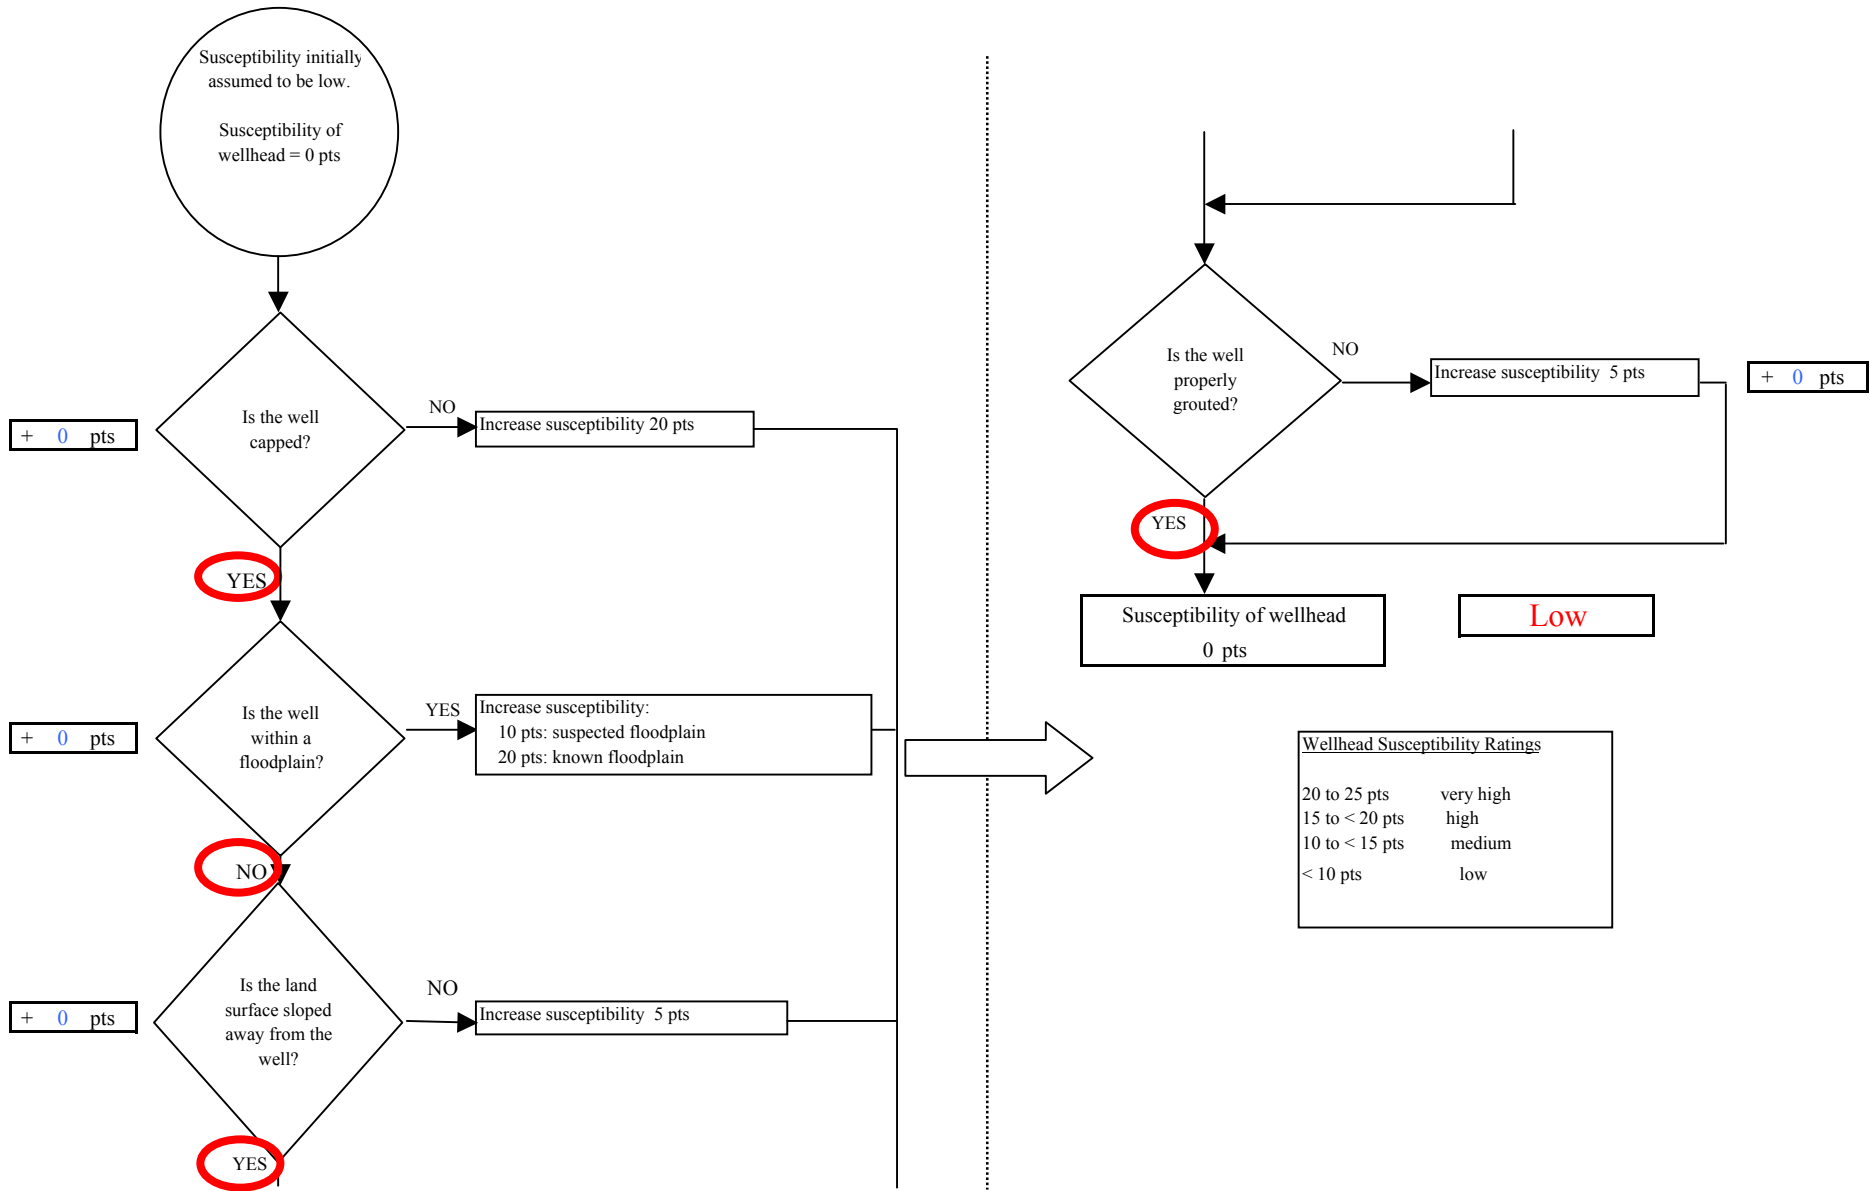 Susceptibility initially
assumed to be low.
Susceptibility of
wellhead = 0 pts
Is the well
capped?
NO
Increase susceptibility 20 pts
+ 0 pts
YES
Is the well
within a
floodplain?
YES
Increase susceptibility:
10 pts: suspected floodplain
20 pts: known floodplain
+ 0 pts
NO
Is the land
surface sloped
away from the
well?
NO
Increase susceptibility 5 pts
+ 0 pts
YES
Is the well
properly
grouted?
NO
Increase susceptibility 5 pts
+ 0 pts
YES
Susceptibility of wellhead
0 pts
Low
Wellhead Susceptibility Ratings
20 to 25 pts very high
15 to < 20 pts high
10 to < 15 pts medium
< 10 pts low